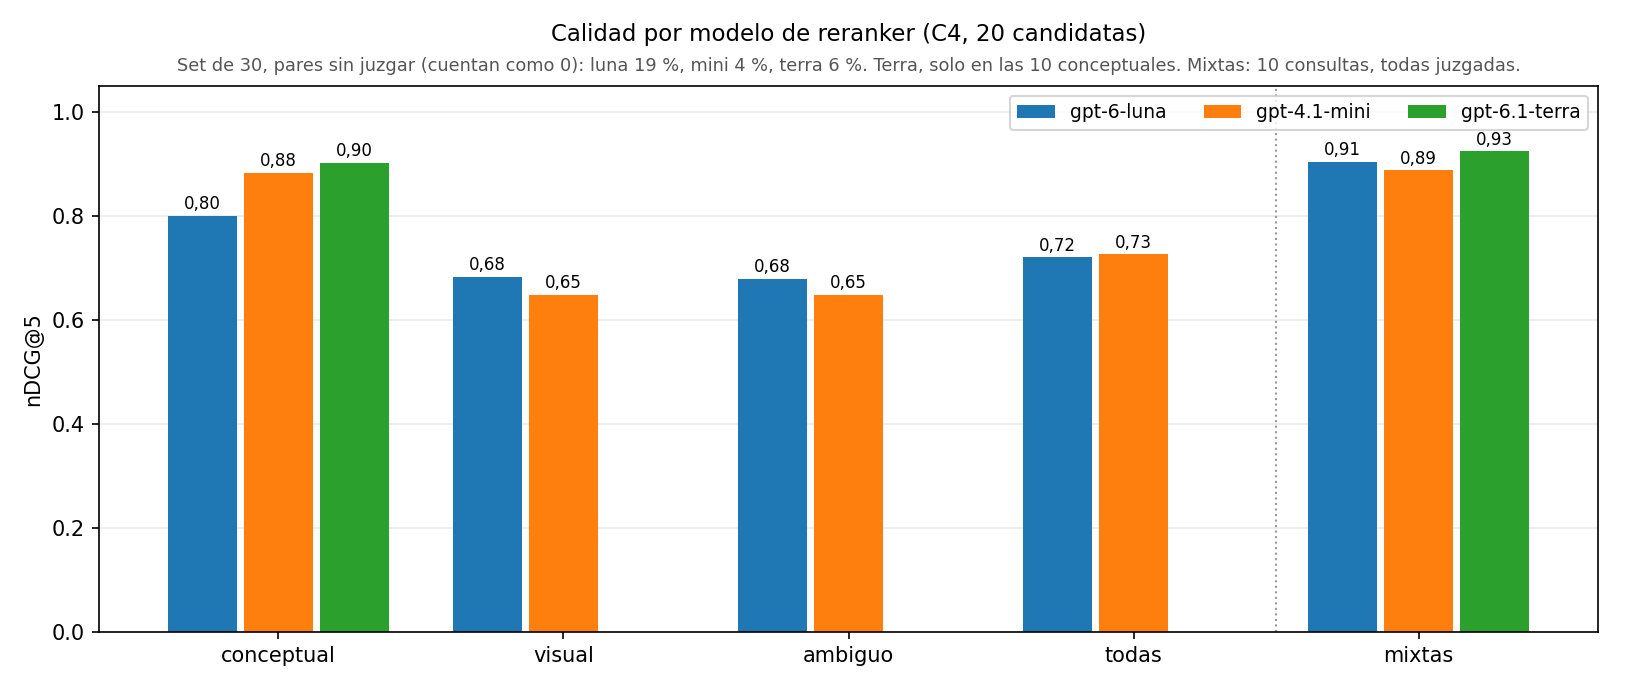 Calidad por modelo de reranker (C4, 20 candidatas)
Set de 30, pares sin juzgar (cuentan como 0): luna 19 %, mini 4 %, terra 6 %. Terra, solo en las 10 conceptuales. Mixtas: 10 consultas, todas juzgadas.
gpt-6-luna gpt-4.1-mini gpt-6.1-terra
nDCG@5
1.0
0.8
0.6
0.4
0.2
0.0
0,80 0,88 0,90
0,68 0,65
0,68 0,65
0,72 0,73
0,91 0,89 0,93
conceptual visual ambiguo todas mixtas